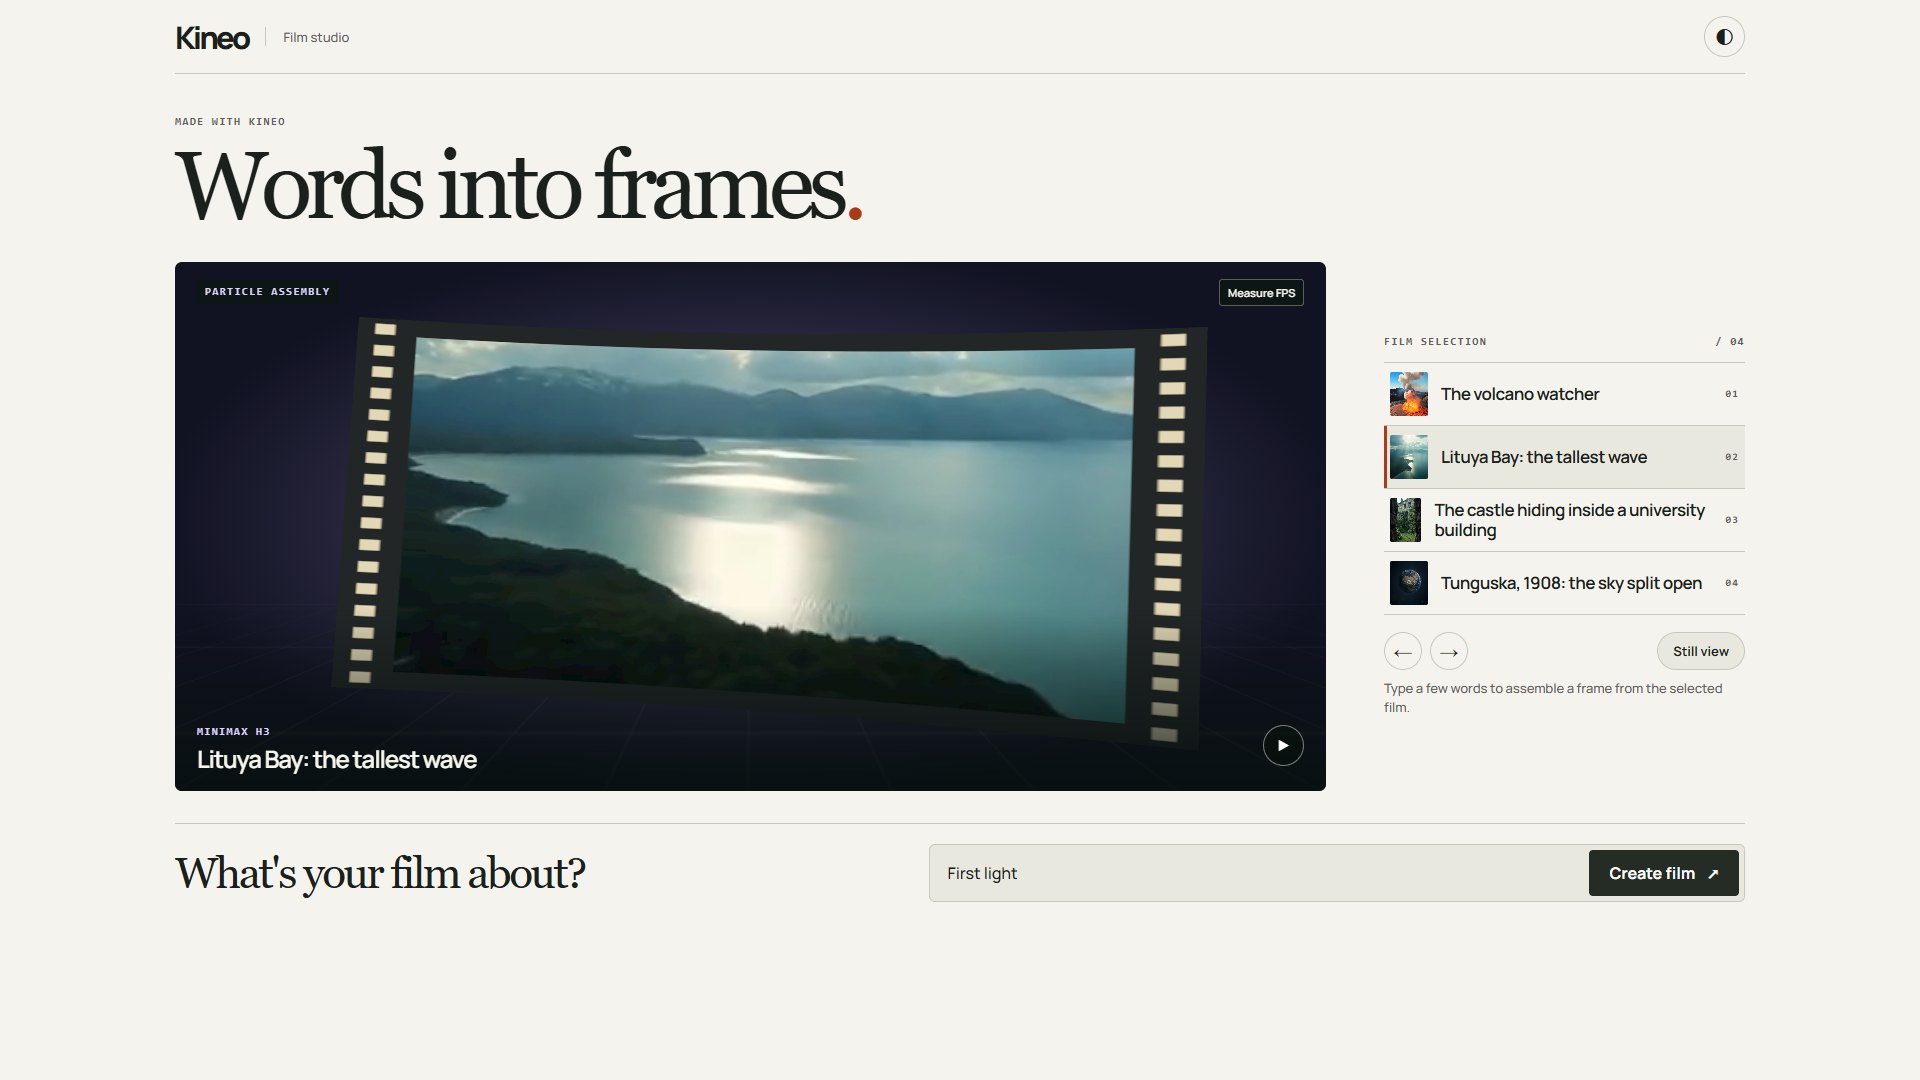 Kineo
Film studio
MADE WITH KINEO
Words into frames.
PARTICLE ASSEMBLY
Measure FPS
MINIMAX H3
Lituya Bay: the tallest wave
FILM SELECTION
/ 04
The volcano watcher
01
Lituya Bay: the tallest wave
02
The castle hiding inside a university
building
03
Tunguska, 1908: the sky split open
04
← →
Still view
Type a few words to assemble a frame from the selected
film.
What's your film about?
First light
Create film ↗